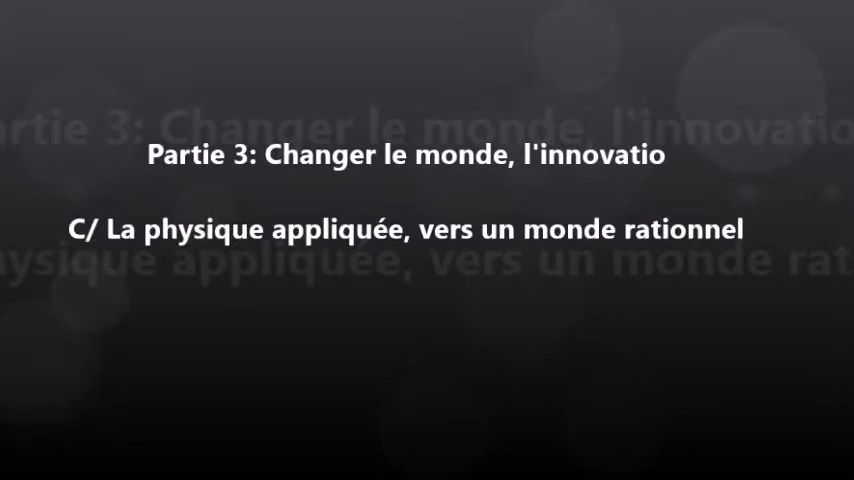 Partie 3: Changer le monde, l'innovatio
C/ La physique appliquée, vers un monde rationnel